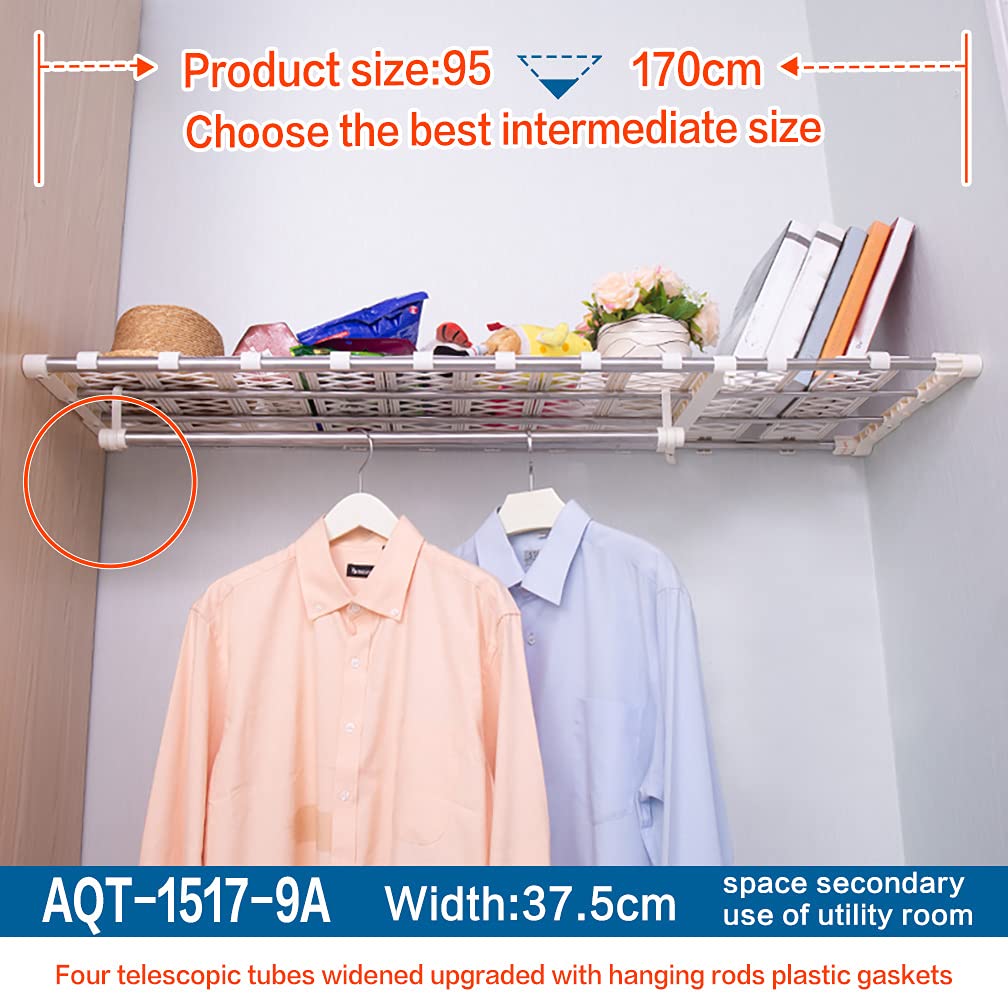 Product size:95 170cm
Choose the best intermediate size
AQT-1517-9A
Width:37.5cm
space secondary
use of utility room
Four telescopic tubes widened upgraded with hanging rods plastic gaskets